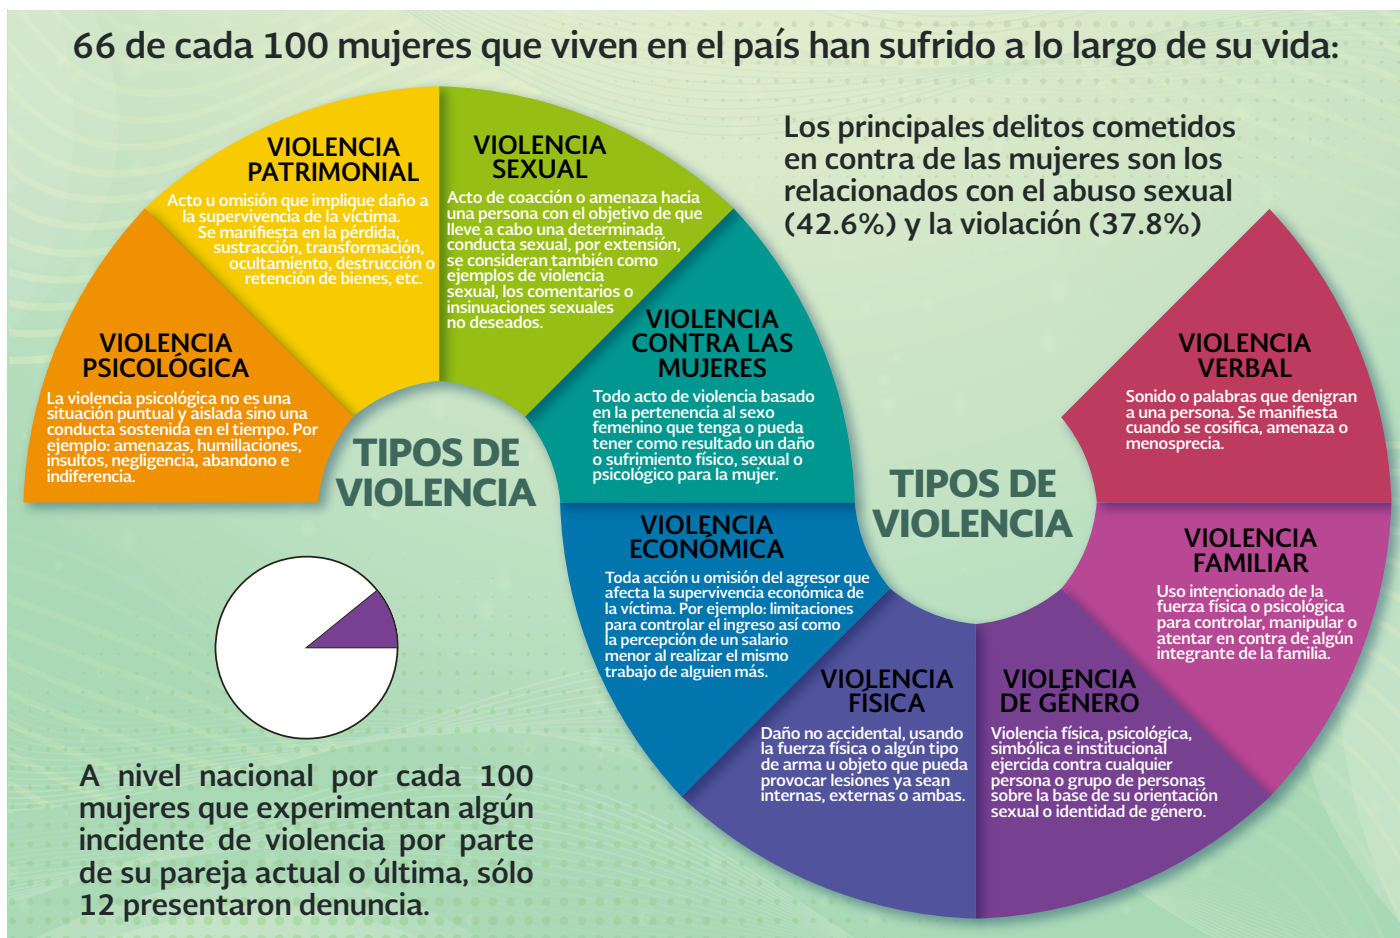 66 de cada 100 mujeres que viven en el país han sufrido a lo largo de su vida:
VIOLENCIA
PSICOLÓGICA
La violencia psicológica no es una
situación puntual y aislada sino una
conducta sostenida en el tiempo. Por
ejemplo: amenazas, humillaciones,
insultos, negligencia, abandono e
indiferencia.
VIOLENCIA
PATRIMONIAL
Acto u omisión que implique daño a
la supervivencia de la víctima.
Se manifiesta en la pérdida,
sustracción, transformación,
ocultamiento, destrucción o
retención de bienes, etc.
VIOLENCIA
SEXUAL
Acto de coacción o amenaza hacia
una persona con el objetivo de que
lleve a cabo una determinada
conducta sexual, por extensión,
se consideran también como
ejemplos de violencia
sexual, los comentarios o
insinuaciones sexuales
no deseados.
VIOLENCIA
CONTRA LAS
MUJERES
Todo acto de violencia basado
en la pertenencia al sexo
femenino que tenga o pueda
tener como resultado un daño
o sufrimiento físico, sexual o
psicológico para la mujer.
TIPOS DE
VIOLENCIA
Los principales delitos cometidos
en contra de las mujeres son los
relacionados con el abuso sexual
(42.6%) y la violación (37.8%)
VIOLENCIA
ECONÓMICA
Toda acción u omisión del agresor que
afecta la supervivencia económica de
la víctima. Por ejemplo: limitaciones
para controlar el ingreso así como
la percepción de un salario
menor al realizar el mismo
trabajo de alguien más.
VIOLENCIA
FÍSICA
Daño no accidental, usando
la fuerza física o algún tipo
de arma u objeto que pueda
provocar lesiones ya sean
internas, externas o ambas.
VIOLENCIA
DE GÉNERO
Violencia física, psicológica,
simbólica e institucional
ejercida contra cualquier
persona o grupo de personas
sobre la base de su orientación
sexual o identidad de género.
VIOLENCIA
FAMILIAR
Uso intencionado de la
fuerza física o psicológica
para controlar, manipular o
atentar en contra de algún
integrante de la familia.
VIOLENCIA
VERBAL
Sonido o palabras que denigran
a una persona. Se manifiesta
cuando se cosifica, amenaza o
menosprecia.
TIPOS DE
VIOLENCIA
A nivel nacional por cada 100
mujeres que experimentan algún
incidente de violencia por parte
de su pareja actual o última, sólo
12 presentaron denuncia.